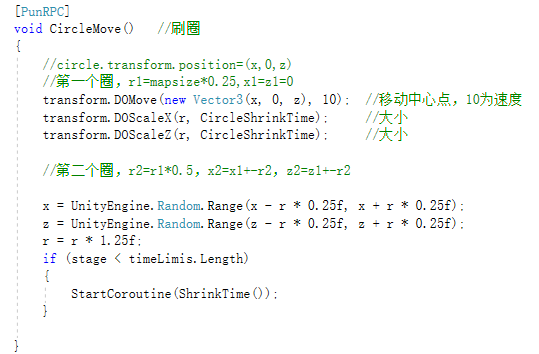 [PunRPC]
void CircleMove()   //刷圈
{
    //circle.transform.position=(x,0,z)
    //第一个圈，r1=mapsize*0.25,x1=z1=0
    transform.DOMove(new Vector3(x, 0, z), 10);  //移动中心点，10为速度
    transform.DOScaleX(r, CircleShrinkTime);     //大小
    transform.DOScaleZ(r, CircleShrinkTime);     //大小
    //第二个圈，r2=r1*0.5，x2=x1+-r2，z2=z1+-r2
    x = UnityEngine.Random.Range(x - r * 0.25f, x + r * 0.25f);
    z = UnityEngine.Random.Range(z - r * 0.25f, z + r * 0.25f);
    r = r * 1.25f;
    if (stage < timeLimis.Length)
    {
        StartCoroutine(ShrinkTime());
    }
}